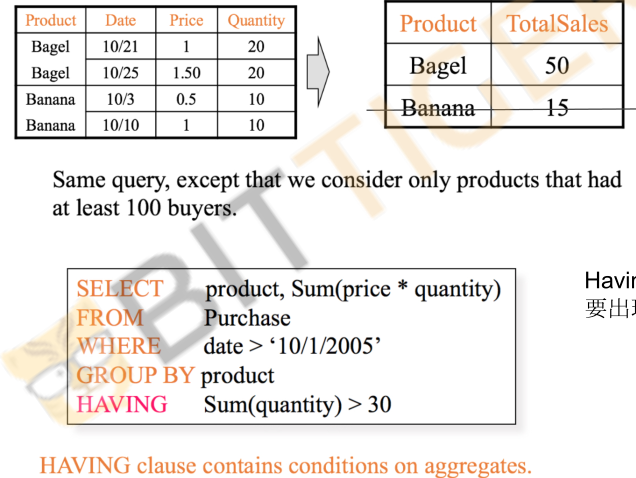 Product Date Price Quantity
Bagel 10/21 1 20
Bagel 10/25 1.50 20
Banana 10/3 0.5 10
Banana 10/10 1 10
Product TotalSales
Bagel 50
Banana 15
Same query, except that we consider only products that had
at least 100 buyers.
SELECT product, Sum(price * quantity)
FROM Purchase
WHERE date > ‘10/1/2005’
GROUP BY product
HAVING Sum(quantity) > 30
要出
HAVING clause contains conditions on aggregates.
BITTIGER